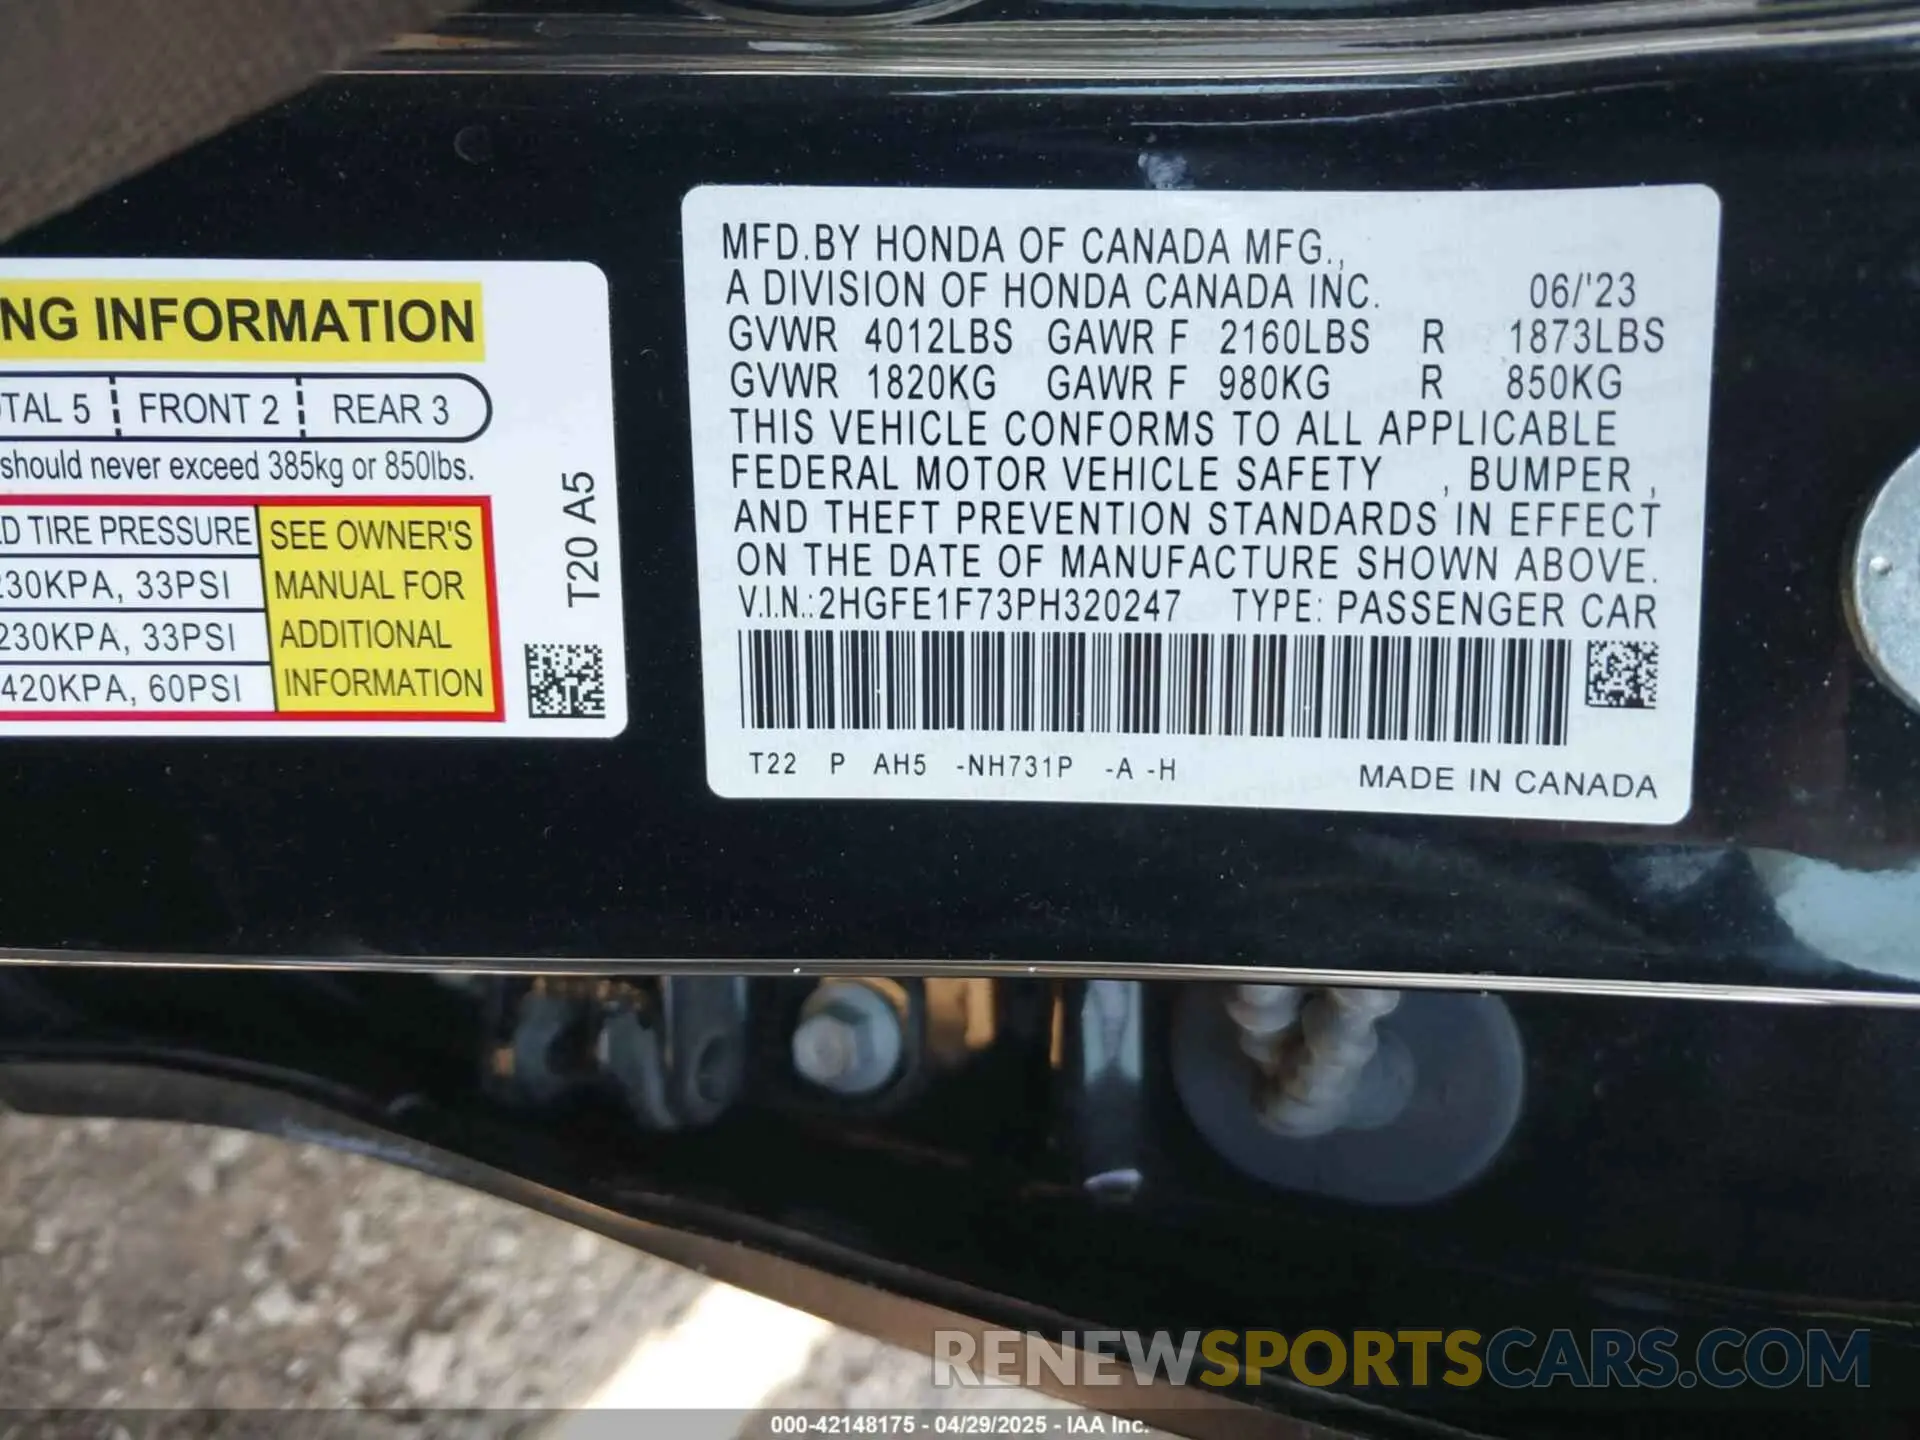 NG INFORMATION
TAL 5 FRONT 2 REAR 3
should never exceed 385kg or 850lbs.
D TIRE PRESSURE
230KPA, 33PSI
230KPA, 33PSI
420KPA, 60PSI
SEE OWNER'S
MANUAL FOR
ADDITIONAL
INFORMATION
T20 A5
MFD.BY HONDA OF CANADA MFG.,
A DIVISION OF HONDA CANADA INC. 06/'23
GVWR 4012LBS GAWR F 2160LBS R 1873LBS
GVWR 1820KG GAWR F 980KG R 850KG
THIS VEHICLE CONFORMS TO ALL APPLICABLE
FEDERAL MOTOR VEHICLE SAFETY , BUMPER ,
AND THEFT PREVENTION STANDARDS IN EFFECT
ON THE DATE OF MANUFACTURE SHOWN ABOVE.
V.I.N.:2HGFE1F73PH320247 TYPE: PASSENGER CAR
T22 P AH5 -NH731P -A -H
MADE IN CANADA
RENEWSPORTSCARS.COM
000-42148175 - 04/29/2025 - IAA Inc.